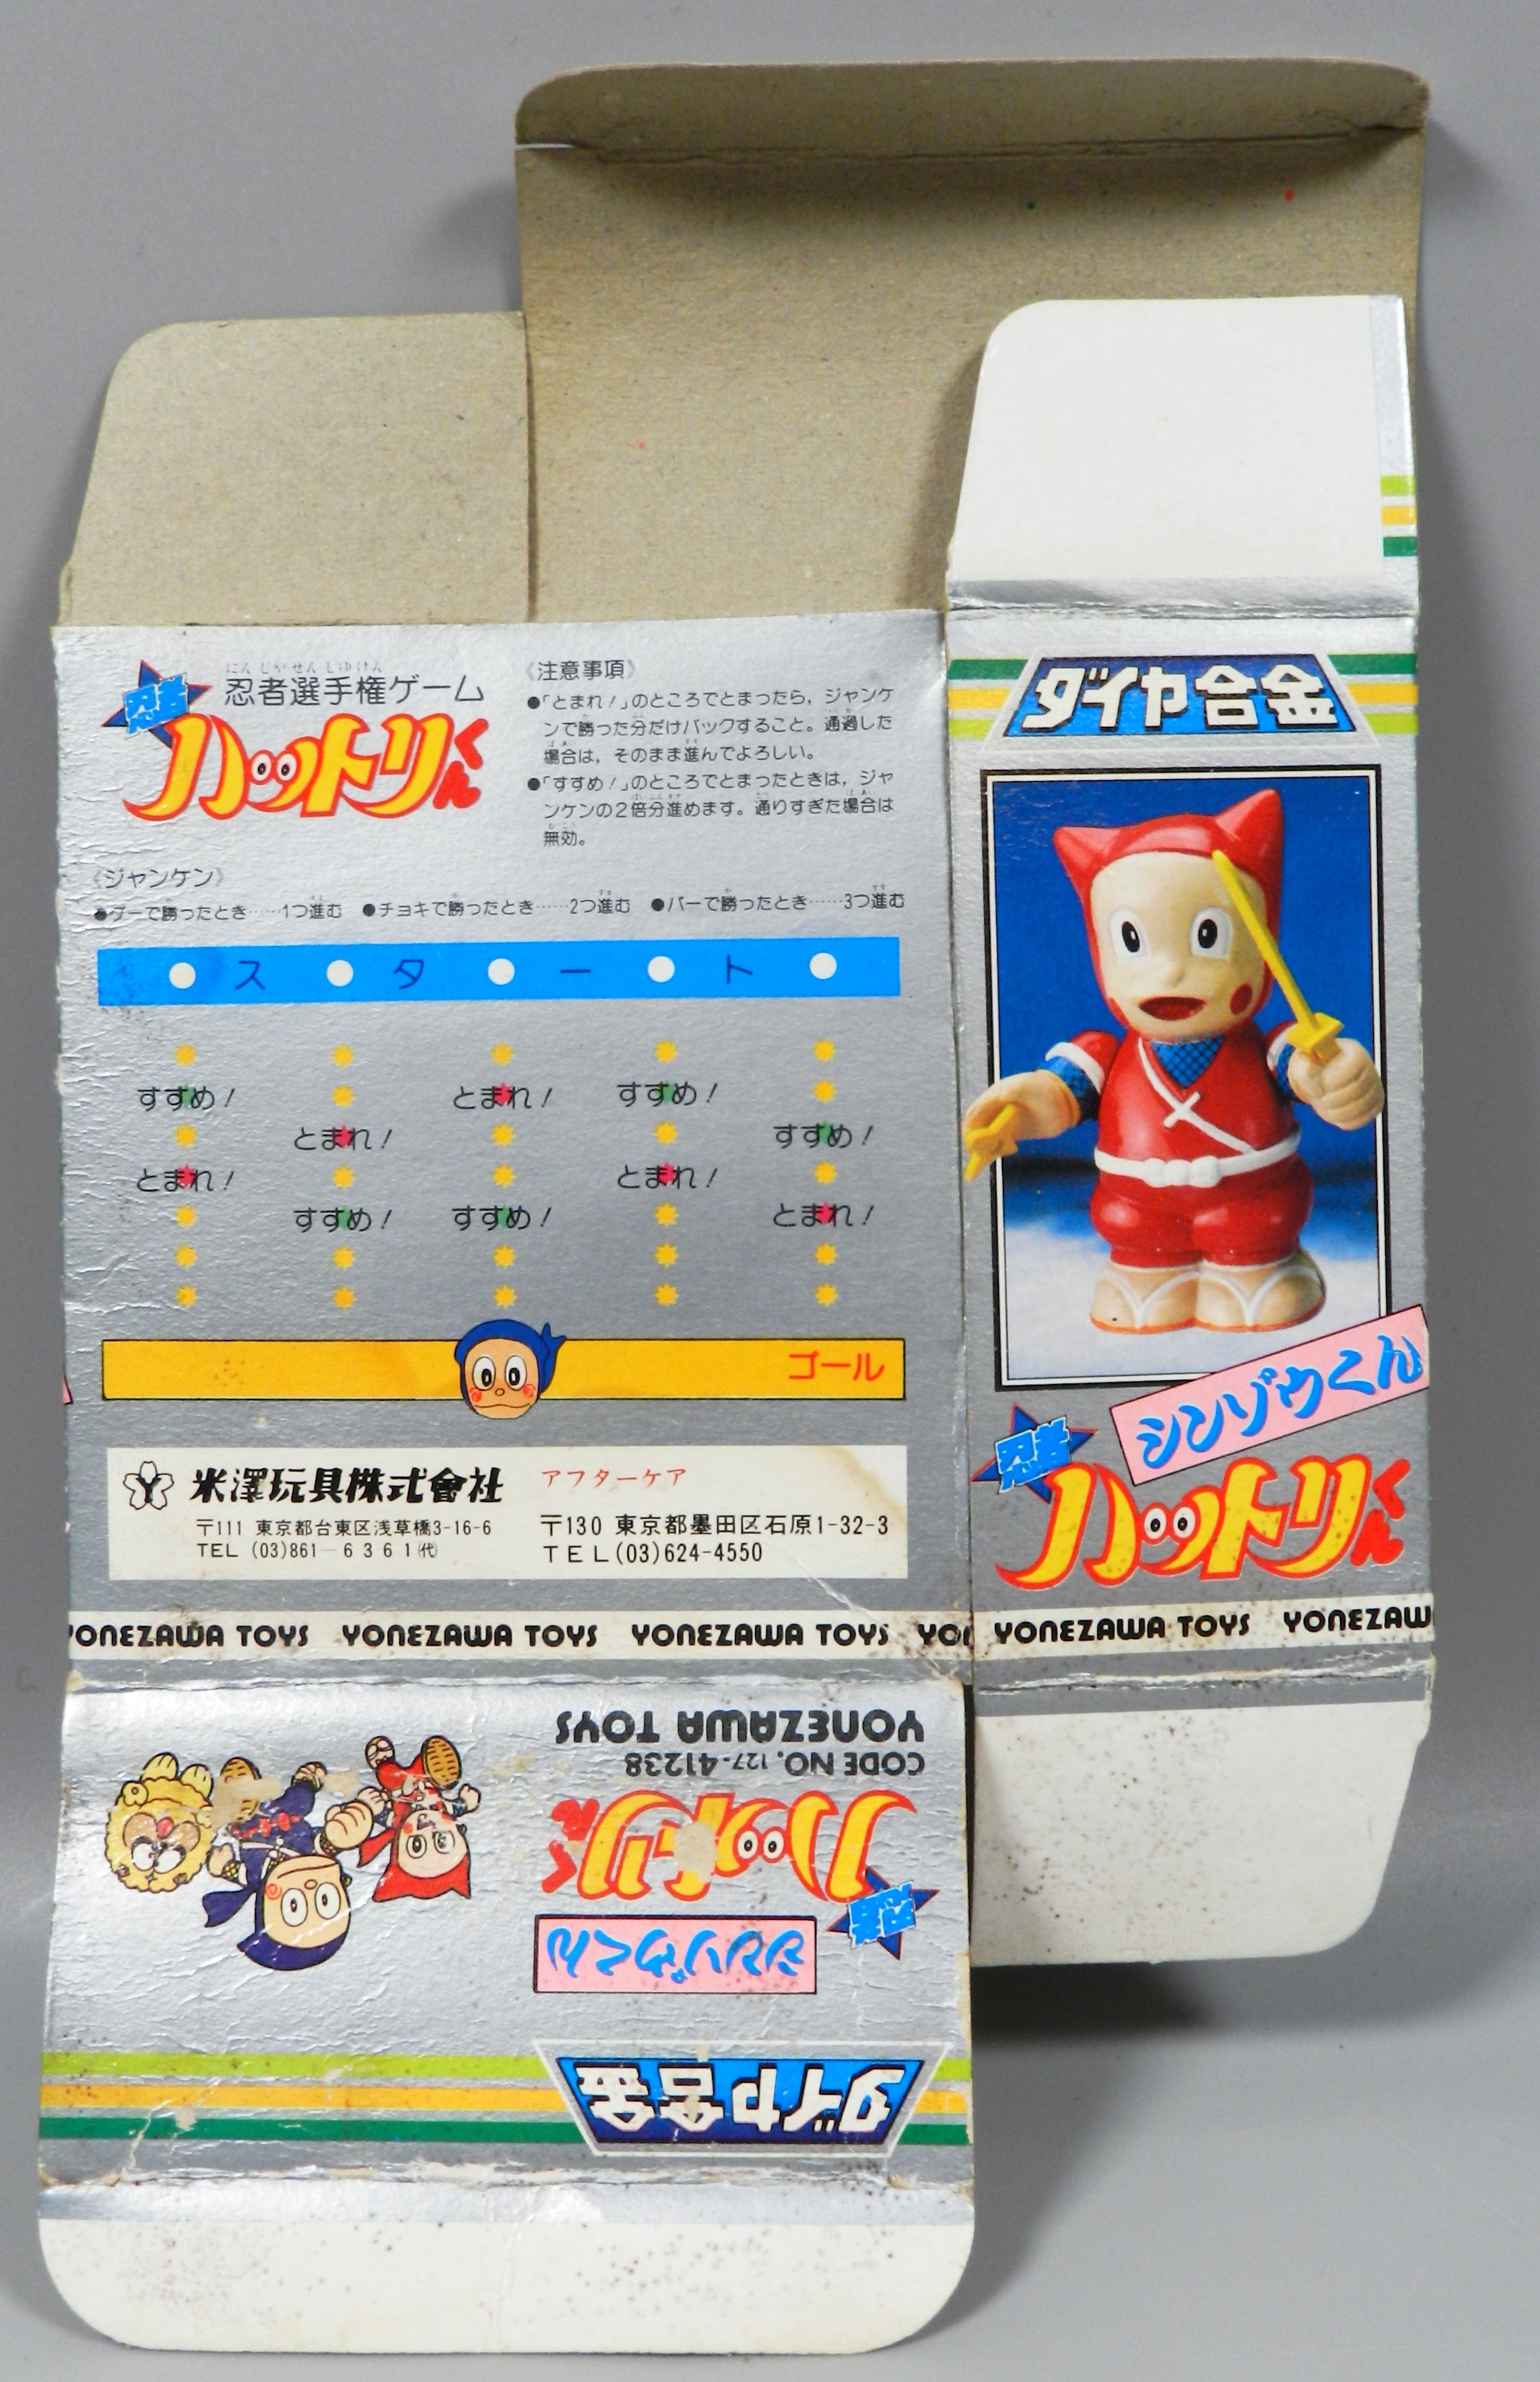 にんじゃせんしゅけん
忍者選手権ゲーム
忍者
ハットリくん
《注意事項》
●「とまれ!」のところでとまったら，ジャンケ
ンで勝った分だけバックすること。通過した
場合は，そのまま進んでよろしい。
●「すすめ!」のところでとまったときは，ジャ
ンケンの2倍分進めます。通りすぎた場合は
無効。
《ジャンケン》
●グーで勝ったとき……1つ進む ●チョキで勝ったとき……2つ進む ●パーで勝ったとき……3つ進む
スタート
すすめ! とまれ! すすめ!
とまれ! すすめ!
とまれ! とまれ!
すすめ! すすめ! とまれ!
ゴール
Y 米澤玩具株式會社
〒111 東京都台東区浅草橋3-16-6
TEL (03)861-6361㈹
アフターケア
〒130 東京都墨田区石原1-32-3
TEL(03)624-4550
YONEZAWA TOYS YONEZAWA TOYS YONEZAWA TOYS YO
ダイヤ合金
シンゾウくん
忍者
ハットリくん
YONEZAWA TOYS YONEZAW
ダイヤ合金
シンゾウくん
忍者
ハットリくん
CODE NO. 127-41238
YONEZAWA TOYS